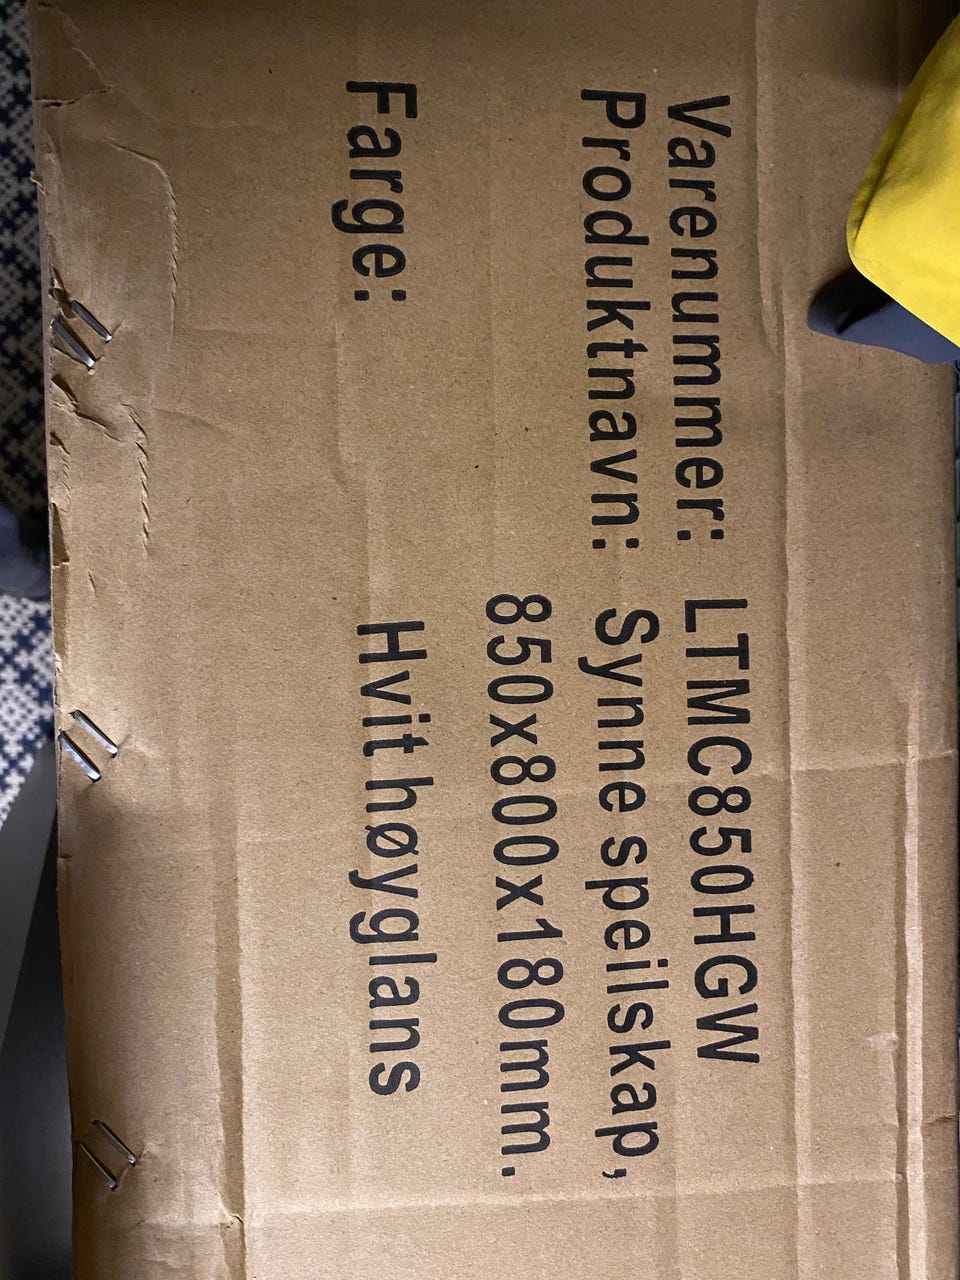 Varenummer: LTMC850HGW
Produktnavn: Synne speilskap,
850x800x180mm.
Farge: Hvit høyglans